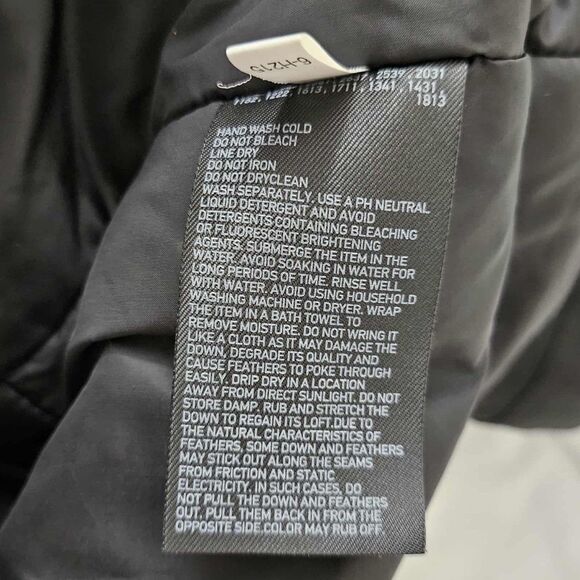 6-H215
2539, 2031
1222, 1613, 1711, 1341, 1431,
1813
HAND WASH COLD
DO NOT BLEACH
LINE DRY
DO NOT IRON
DO NOT DRYCLEAN
WASH SEPARATELY. USE A PH NEUTRAL
LIQUID DETERGENT AND AVOID
DETERGENTS CONTAINING BLEACHING
OR FLUORESCENT BRIGHTENING
AGENTS. SUBMERGE THE ITEM IN THE
WATER. AVOID SOAKING IN WATER FOR
LONG PERIODS OF TIME. RINSE WELL
WITH WATER. AVOID USING HOUSEHOLD
WASHING MACHINE OR DRYER. WRAP
THE ITEM IN A BATH TOWEL TO
REMOVE MOISTURE. DO NOT WRING IT
LIKE A CLOTH AS IT MAY DAMAGE THE
DOWN, DEGRADE ITS QUALITY AND
CAUSE FEATHERS TO POKE THROUGH
EASILY. DRIP DRY IN A LOCATION
AWAY FROM DIRECT SUNLIGHT. DO NOT
STORE DAMP. RUB AND STRETCH THE
DOWN TO REGAIN ITS LOFT.DUE TO
THE NATURAL CHARACTERISTICS OF
FEATHERS, SOME DOWN AND FEATHERS
MAY STICK OUT ALONG THE SEAMS
FROM FRICTION AND STATIC
ELECTRICITY. IN SUCH CASES, DO
NOT PULL THE DOWN AND FEATHERS
OUT. PULL THEM BACK IN FROM THE
OPPOSITE SIDE.COLOR MAY RUB OFF.